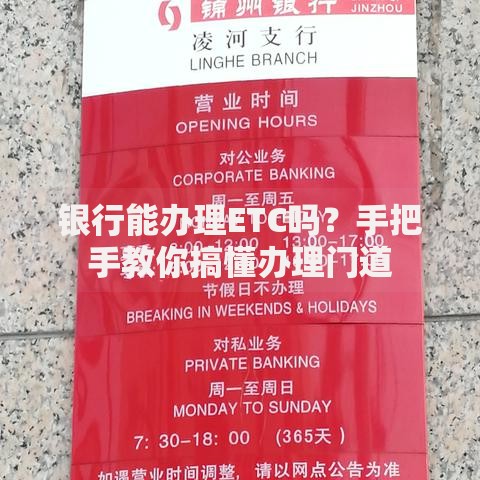 锦州银行
JINZHOU
凌河支行
LINGHE BRANCH
营业时间
OPENING HOURS
对公业务
CORPORATE BANKING
周一至周五
银行能办理ETC吗？手把
手教你搞懂办理门道
节假日不办理
BREAKING IN WEEKENDS & HOLIDAYS
对私业务
PRIVATE BANKING
周一至周日
MONDAY TO SUNDAY
7: 30-18: 00 (365天)
如遇营业时间调整，请以网点公告为准